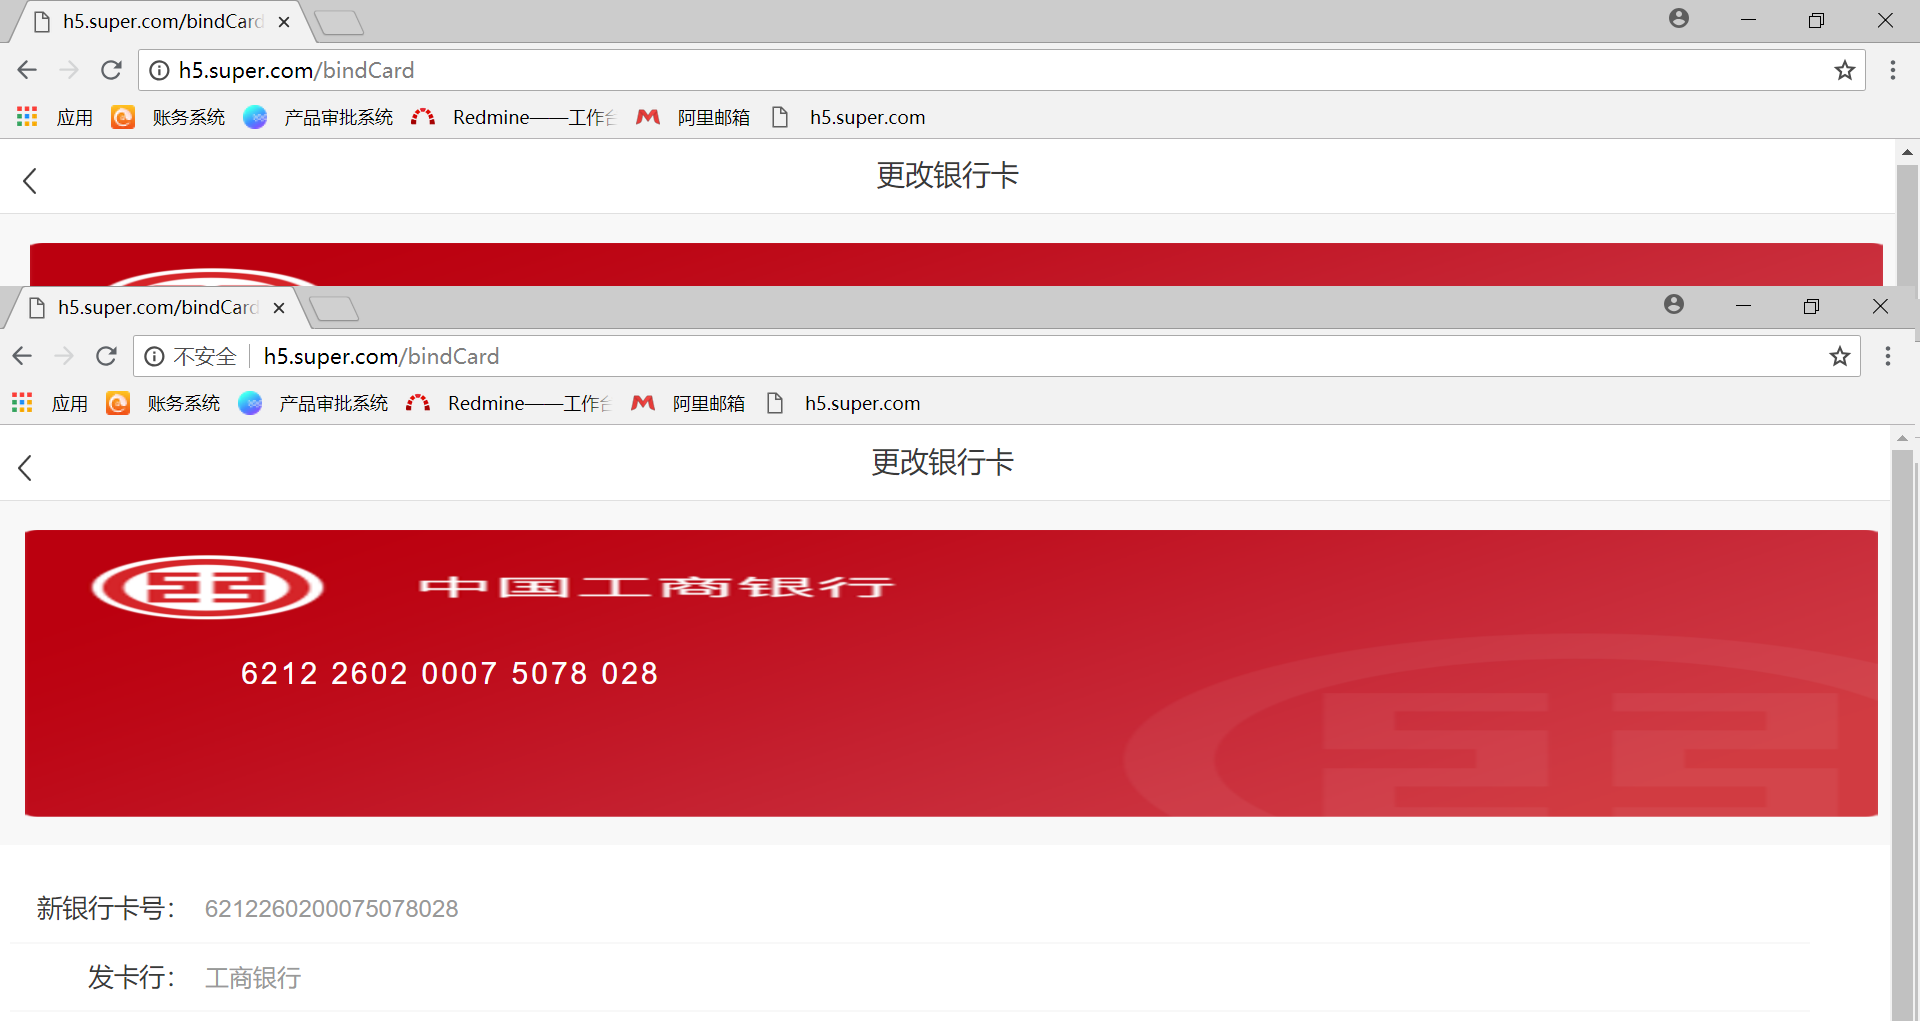 h5.super.com/bindCard
h5.super.com/bindCard
应用 账务系统 产品审批系统 Redmine——工作台 阿里邮箱 h5.super.com
更改银行卡
h5.super.com/bindCard
不安全 h5.super.com/bindCard
应用 账务系统 产品审批系统 Redmine——工作台 阿里邮箱 h5.super.com
更改银行卡
中国工商银行
6212 2602 0007 5078 028
新银行卡号： 6212260200075078028
发卡行： 工商银行